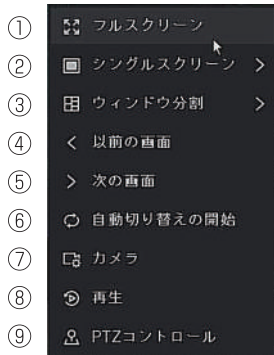 ① フルスクリーン
② シングルスクリーン >
③ ウィンドウ分割 >
④ < 以前の画面
⑤ > 次の画面
⑥ 自動切り替えの開始
⑦ カメラ
⑧ 再生
⑨ PTZコントロール